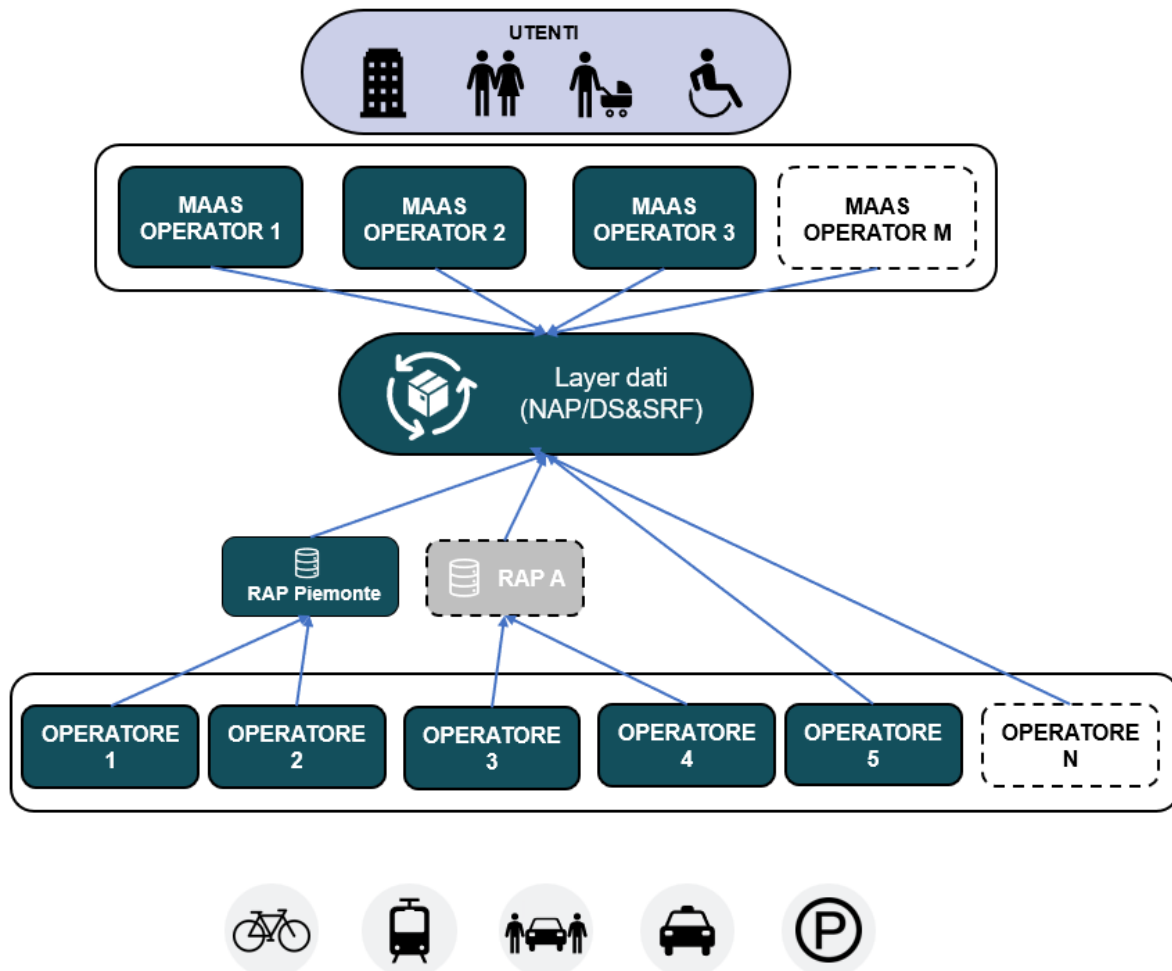 UTENTI
MAAS
OPERATOR 1
MAAS
OPERATOR 2
MAAS
OPERATOR 3
MAAS
OPERATOR M
Layer dati
(NAP/DS&SRF)
RAP Piemonte
RAP A
OPERATORE
1
OPERATORE
2
OPERATORE
3
OPERATORE
4
OPERATORE
5
OPERATORE
N
P